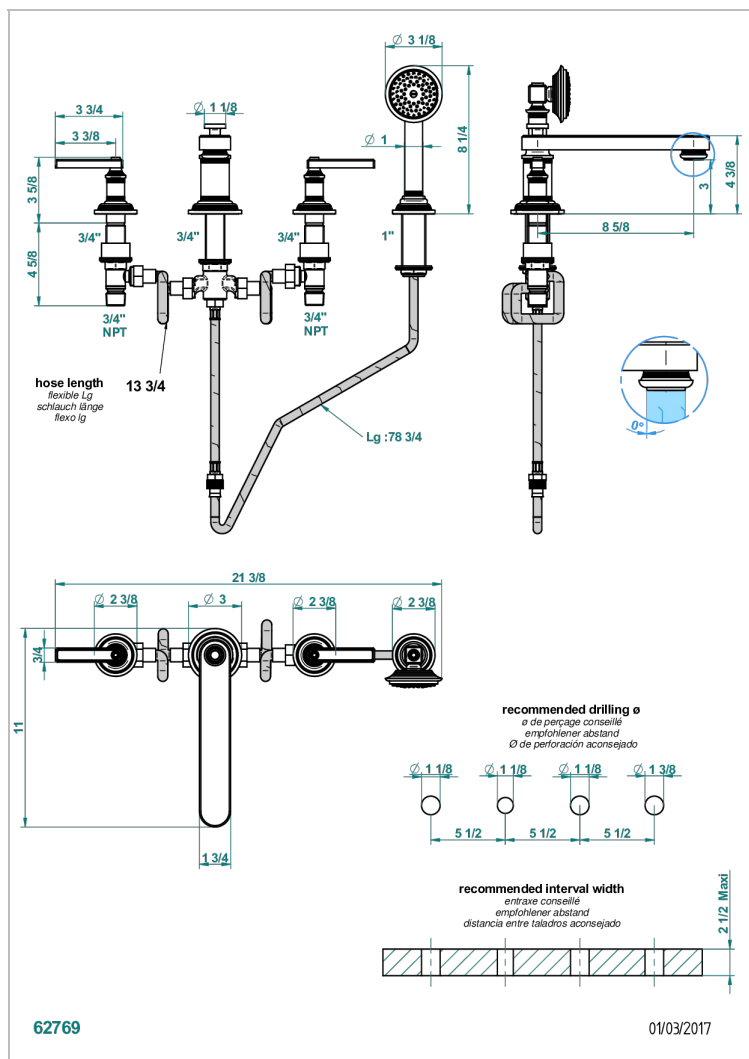 Ø 3 1/8
3 3/4
3 3/8
Ø 1 1/8
Ø 1
8 1/4
3 5/8
4 5/8
3/4"
3/4"
3/4"
1"
3/4"
NPT
3/4"
NPT
4 3/8
3
8 5/8
hose length
flexible Lg
schlauch länge
flexo lg
13 3/4
Lg :78 3/4
0°
21 3/8
Ø 2 3/8
Ø 3
Ø 2 3/8
Ø 2 3/8
3/4
11
1 3/4
recommended drilling ø
ø de perçage conseillé
empfohlener abstand
Ø de perforación aconsejado
Ø 1 1/8
Ø 1 1/8
Ø 1 1/8
Ø 1 3/8
5 1/2
5 1/2
5 1/2
recommended interval width
entraxe conseillé
empfohlener abstand
distancia entre taladros aconsejado
2 1/2 Maxi
62769
01/03/2017